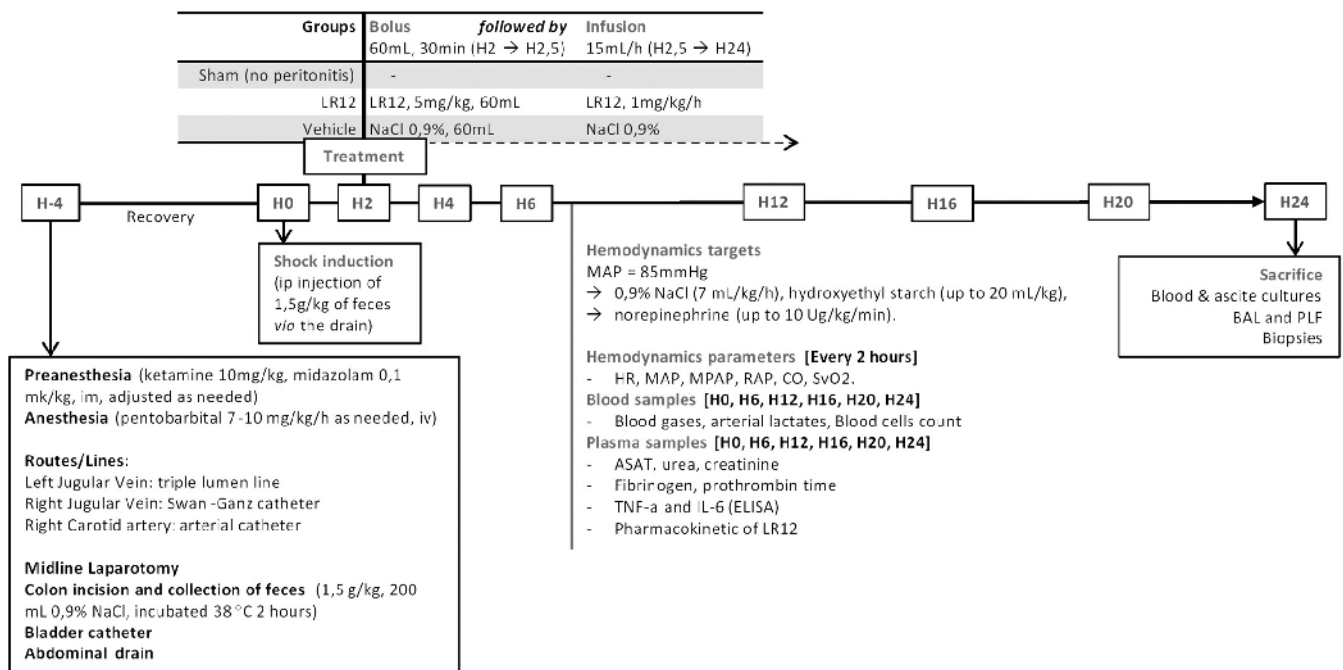 Groups Bolus followed by Infusion
60mL, 30min (H2 → H2,5) 15mL/h (H2,5 → H24)
Sham (no peritonitis) - -
LR12 LR12, 5mg/kg, 60mL LR12, 1mg/kg/h
Vehicle NaCl 0,9%, 60mL NaCl 0,9%
Treatment
H-4 H0 H2 H4 H6 H12 H16 H20 H24
Recovery
Shock induction
(ip injection of
1,5g/kg of feces
via the drain)
Hemodynamics targets
MAP = 85mmHg
→ 0,9% NaCl (7 mL/kg/h), hydroxyethyl starch (up to 20 mL/kg),
→ norepinephrine (up to 10 Ug/kg/min).
Hemodynamics parameters [Every 2 hours]
- HR, MAP, MPAP, RAP, CO, SvO2.
Blood samples [H0, H6, H12, H16, H20, H24]
- Blood gases, arterial lactates, Blood cells count
Plasma samples [H0, H6, H12, H16, H20, H24]
- ASAT, urea, creatinine
- Fibrinogen, prothrombin time
- TNF-a and IL-6 (ELISA)
- Pharmacokinetic of LR12
Sacrifice
Blood & ascite cultures
BAL and PLF
Biopsies
Preanesthesia (ketamine 10mg/kg, midazolam 0,1
mk/kg, im, adjusted as needed)
Anesthesia (pentobarbital 7-10 mg/kg/h as needed, iv)
Routes/Lines:
Left Jugular Vein: triple lumen line
Right Jugular Vein: Swan-Ganz catheter
Right Carotid artery: arterial catheter
Midline Laparotomy
Colon incision and collection of feces (1,5 g/kg, 200
mL 0,9% NaCl, incubated 38°C 2 hours)
Bladder catheter
Abdominal drain